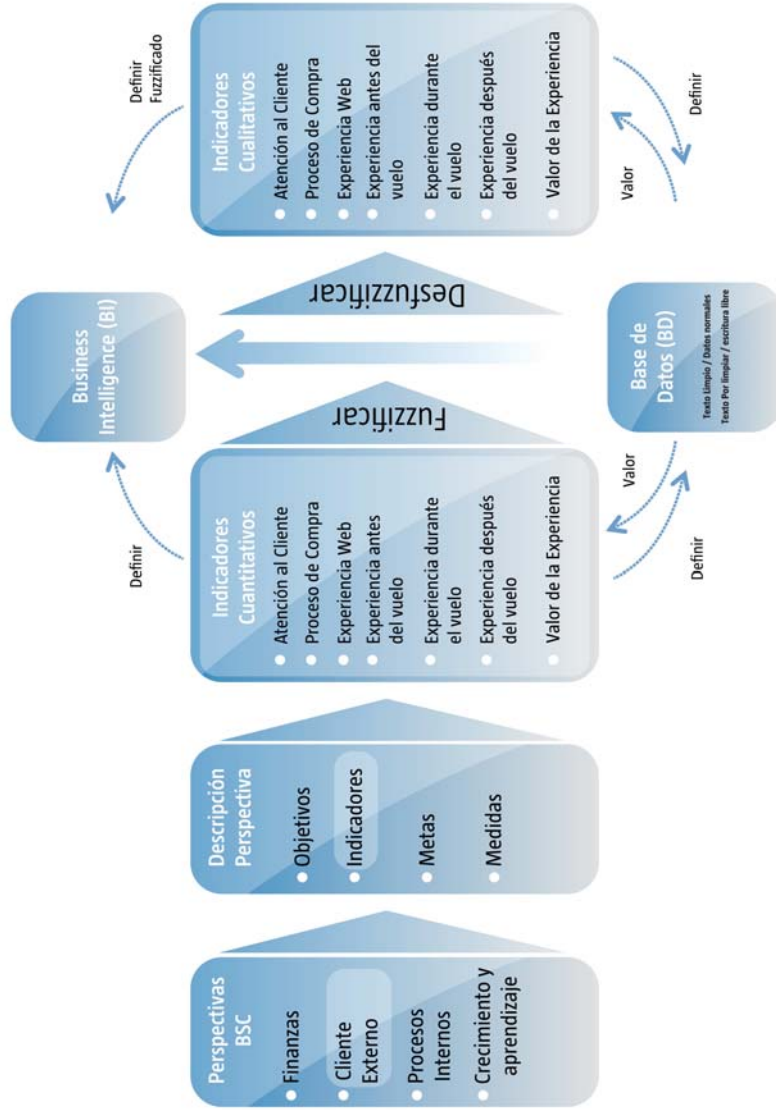 Perspectivas
BSC
Finanzas
Cliente
Externo
Procesos
Internos
Crecimiento y
aprendizaje
Descripción
Perspectiva
Objetivos
Indicadores
Metas
Medidas
Indicadores
Cuantitativos
Atención al Cliente
Proceso de Compra
Experiencia Web
Experiencia antes
del vuelo
Experiencia durante
el vuelo
Experiencia después
del vuelo
Valor de la Experiencia
Definir
Definir
Valor
Fuzzificar
Business
Intelligence (BI)
Base de
Datos (BD)
Texto Limpio / Datos normales
Texto Por limpiar / escritura libre
Desfuzzificar
Indicadores
Cualitativos
Atención al Cliente
Proceso de Compra
Experiencia Web
Experiencia antes del
vuelo
Experiencia durante
el vuelo
Experiencia después
del vuelo
Valor de la Experiencia
Definir
Fuzzificado
Valor
Definir